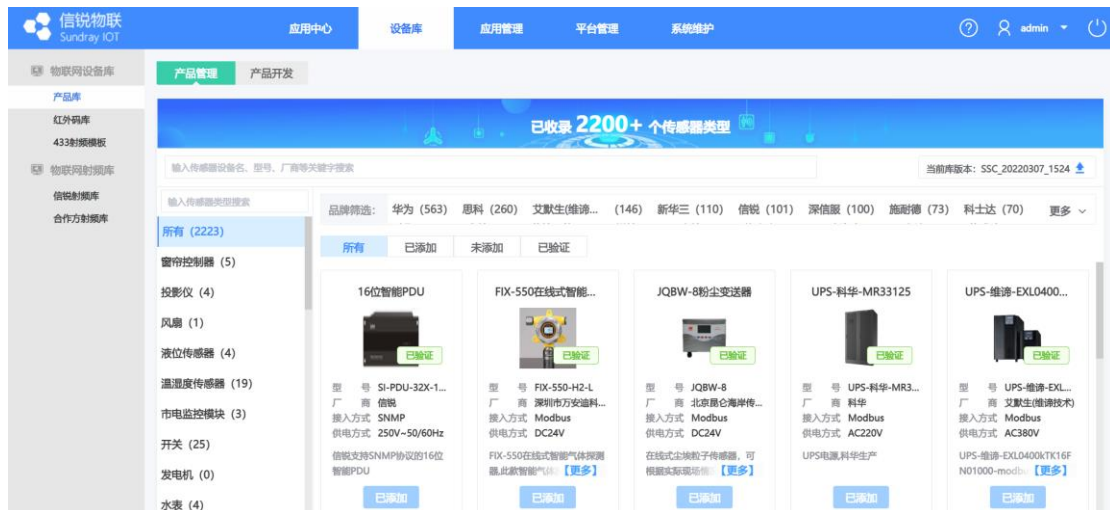 信锐物联
Sundray IOT
应用中心 设备库 应用管理 平台管理 系统维护 admin
物联网设备库
产品库
红外码库
433射频模板
物联网射频库
信锐射频库
合作方射频库
产品管理 产品开发
已收录 2200+ 个传感器类型
输入传感器设备名、型号、厂商等关键字搜索
当前库版本: SSC_20220307_1524
输入传感器类型搜索
所有 (2223)
窗帘控制器 (5)
投影仪 (4)
风扇 (1)
液位传感器 (4)
温湿度传感器 (19)
市电监控模块 (3)
开关 (25)
发电机 (0)
水表 (4)
品牌筛选: 华为 (563) 思科 (260) 艾默生(维谛... (146) 新华三 (110) 信锐 (101) 深信服 (100) 施耐德 (73) 科士达 (70) 更多
所有 已添加 未添加 已验证
16位智能PDU
已验证
型 号 SI-PDU-32X-1...
厂 商 信锐
接入方式 SNMP
供电方式 250V~50/60Hz
信锐支持SNMP协议的16位
智能PDU
已添加
FIX-550在线式智能...
已验证
型 号 FIX-550-H2-L
厂 商 深圳市万安迪科...
接入方式 Modbus
供电方式 DC24V
FIX-550在线式智能气体探测
器,此款智能气体 【更多】
已添加
JQBW-8粉尘变送器
已验证
型 号 JQBW-8
厂 商 北京昆仑海岸传...
接入方式 Modbus
供电方式 DC24V
在线式尘埃粒子传感器，可
根据实际现场情 【更多】
已添加
UPS-科华-MR33125
已验证
型 号 UPS-科华-MR3...
厂 商 科华
接入方式 Modbus
供电方式 AC220V
UPS电源,科华生产
已添加
UPS-维谛-EXL0400...
已验证
型 号 UPS-维谛-EXL...
厂 商 艾默生(维谛技术)
接入方式 Modbus
供电方式 AC380V
UPS-维谛-EXL0400kTK16F
N01000-modbu 【更多】
已添加